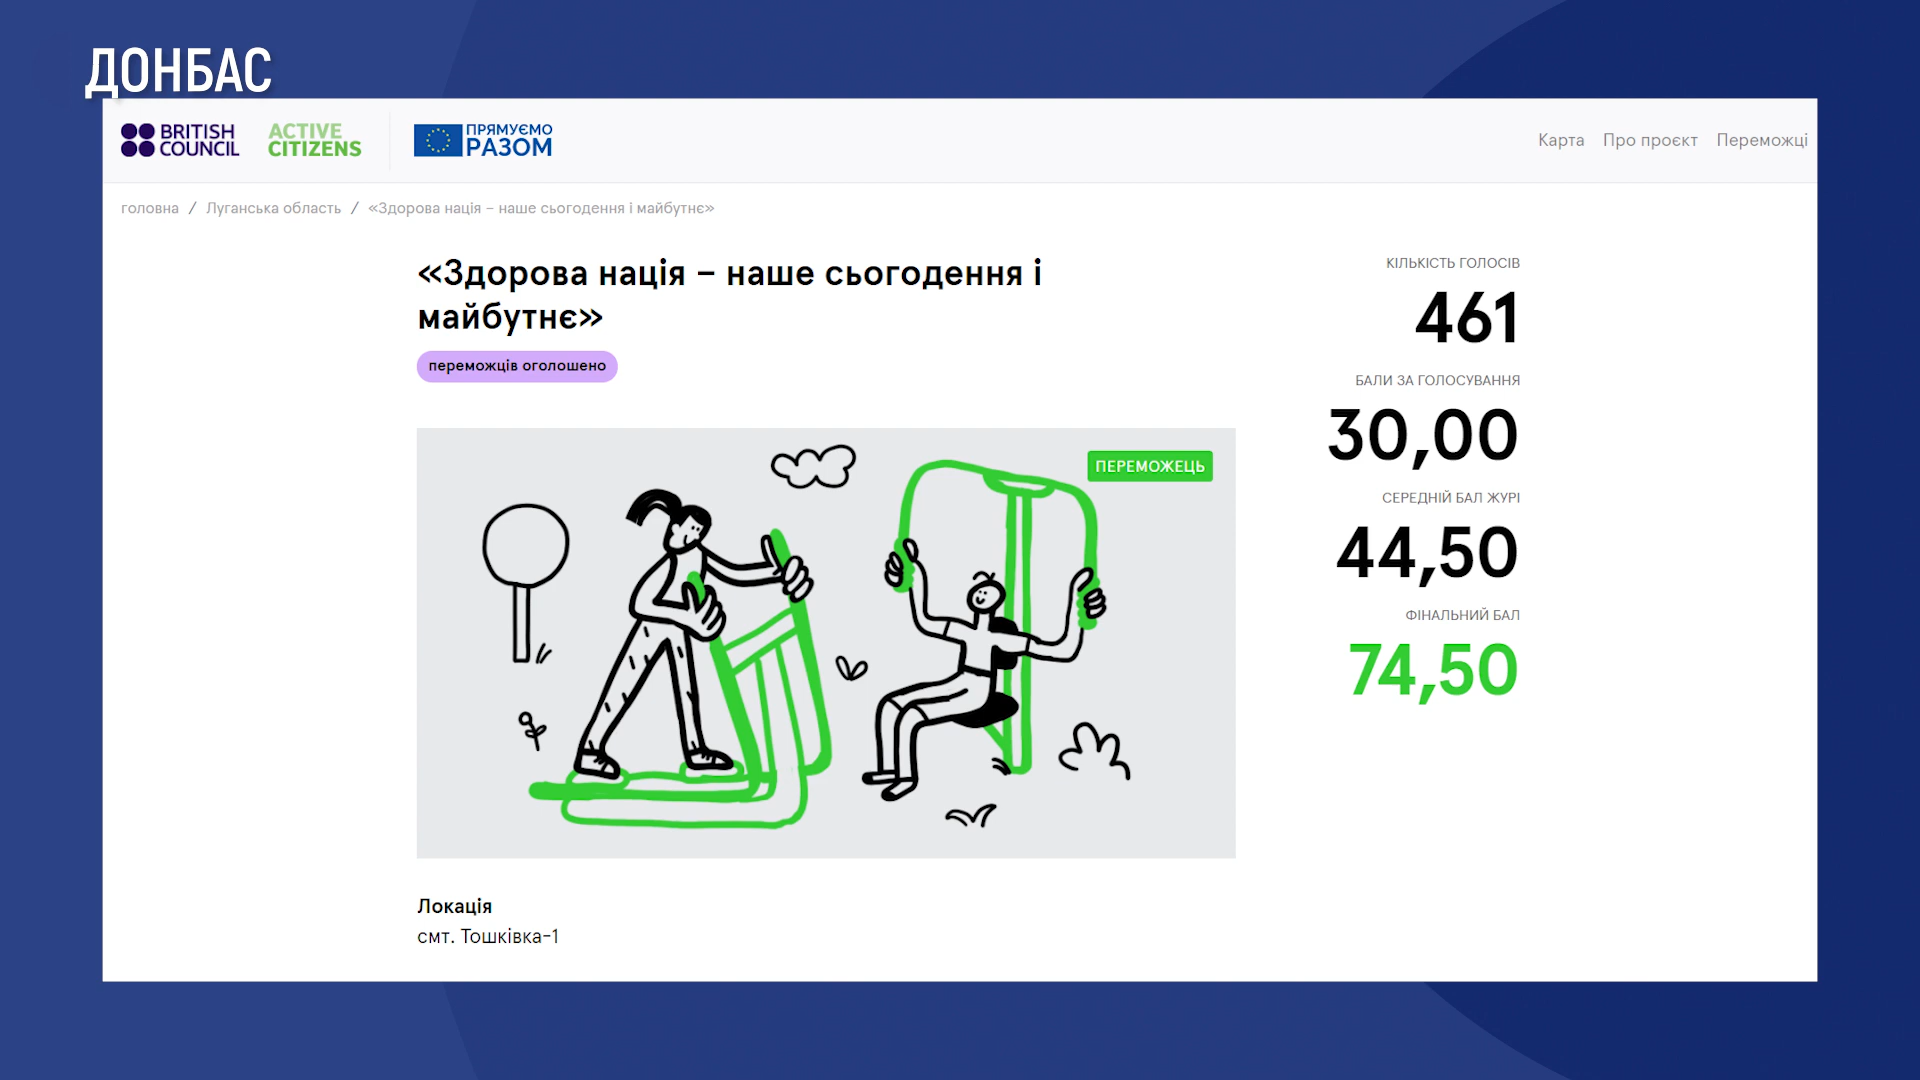 ДОНБАС
BRITISH
COUNCIL
ACTIVE
CITIZENS
ПРЯМУЄМО
РАЗОМ
Карта Про проєкт Переможці
головна / Луганська область / «Здорова нація – наше сьогодення і майбутнє»
«Здорова нація – наше сьогодення і
майбутнє»
переможців оголошено
ПЕРЕМОЖЕЦЬ
КІЛЬКІСТЬ ГОЛОСІВ
461
БАЛИ ЗА ГОЛОСУВАННЯ
30,00
СЕРЕДНІЙ БАЛ ЖУРІ
44,50
ФІНАЛЬНИЙ БАЛ
74,50
Локація
смт. Тошківка-1